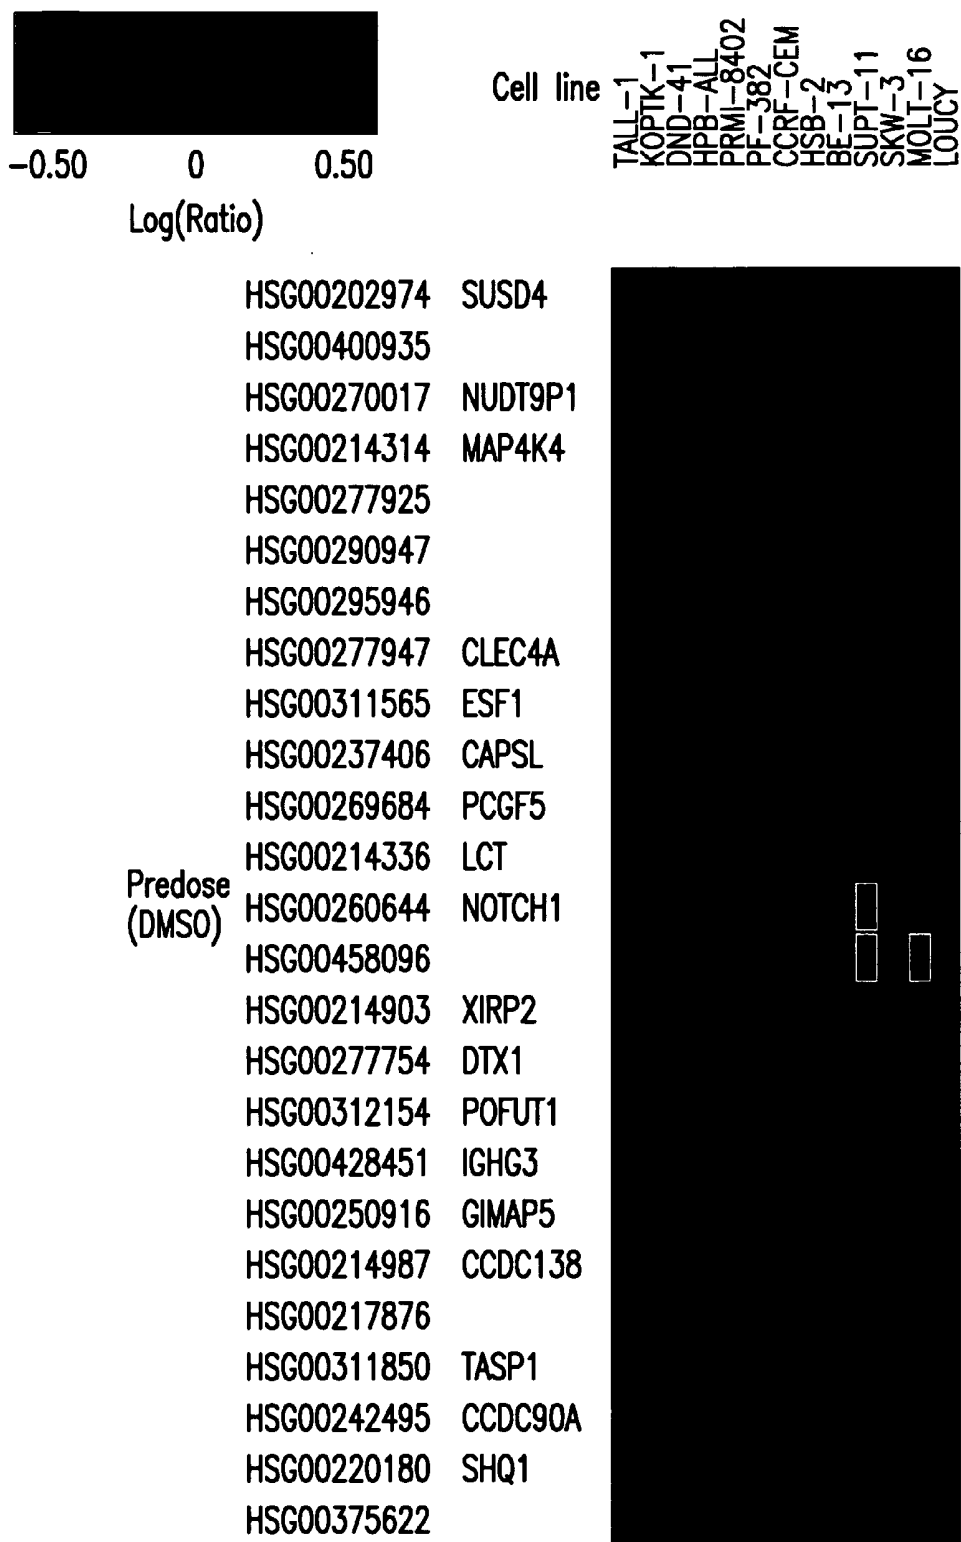 Cell line
TALL-1
KOPTK-1
DND-41
HPB-ALL
PRMI-8402
PF-382
CCRF-CEM
HSB-2
BE-13
SUPT-11
SKW-3
MOLT-16
LOUCY
-0.50 0 0.50
Log(Ratio)
HSG00202974 SUSD4
HSG00400935
HSG00270017 NUDT9P1
HSG00214314 MAP4K4
HSG00277925
HSG00290947
HSG00295946
HSG00277947 CLEC4A
HSG00311565 ESF1
HSG00237406 CAPSL
HSG00269684 PCGF5
HSG00214336 LCT
Predose
(DMSO)
HSG00260644 NOTCH1
HSG00458096
HSG00214903 XIRP2
HSG00277754 DTX1
HSG00312154 POFUT1
HSG00428451 IGHG3
HSG00250916 GIMAP5
HSG00214987 CCDC138
HSG00217876
HSG00311850 TASP1
HSG00242495 CCDC90A
HSG00220180 SHQ1
HSG00375622